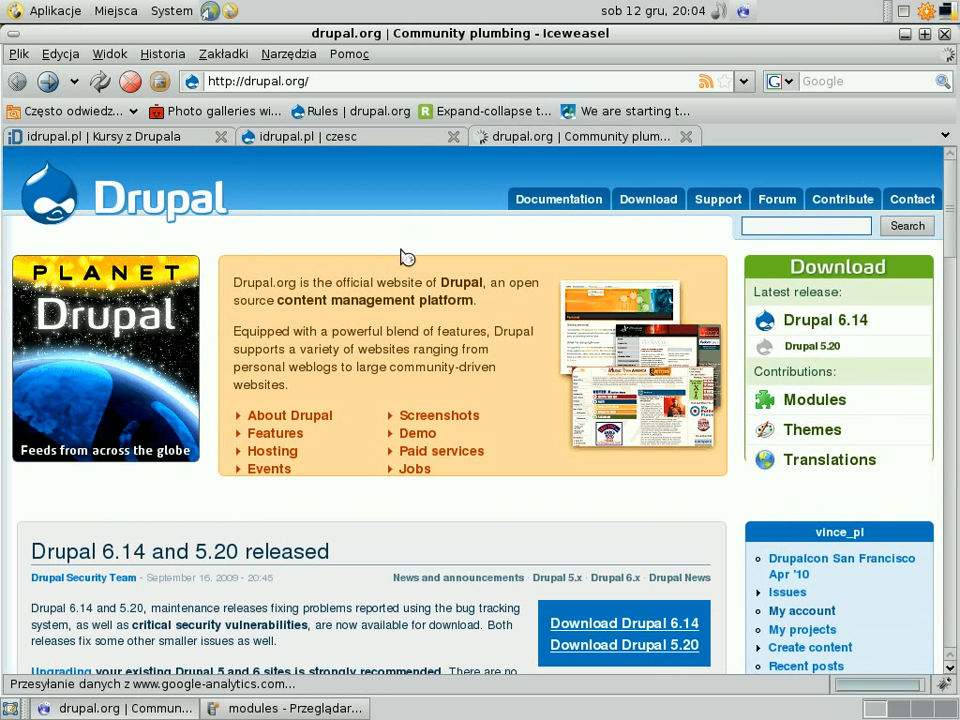 Aplikacje Miejsca System sob 12 gru, 20:04
drupal.org | Community plumbing - Iceweasel
Plik Edycja Widok Historia Zakładki Narzędzia Pomoc
http://drupal.org/ Google
Często odwiedz... Photo galleries wi... Rules | drupal.org Expand-collapse t... We are starting t...
idrupal.pl | Kursy z Drupala idrupal.pl | czesc drupal.org | Community plum...
Drupal
Documentation Download Support Forum Contribute Contact
Search
PLANET
Drupal
Feeds from across the globe
Drupal.org is the official website of Drupal, an open
source content management platform.
Equipped with a powerful blend of features, Drupal
supports a variety of websites ranging from
personal weblogs to large community-driven
websites.
About Drupal
Features
Hosting
Events
Screenshots
Demo
Paid services
Jobs
Download
Latest release:
Drupal 6.14
Drupal 5.20
Contributions:
Modules
Themes
Translations
Drupal 6.14 and 5.20 released
Drupal Security Team - September 16, 2009 - 20:45
News and announcements · Drupal 5.x · Drupal 6.x · Drupal News
Drupal 6.14 and 5.20, maintenance releases fixing problems reported using the bug tracking
system, as well as critical security vulnerabilities, are now available for download. Both
releases fix some other smaller issues as well.
Upgrading your existing Drupal 5 and 6 sites is strongly recommended. There are no
Download Drupal 6.14
Download Drupal 5.20
vince_pl
Drupalcon San Francisco
Apr '10
Issues
My account
My projects
Create content
Recent posts
Przesyłanie danych z www.google-analytics.com...
drupal.org | Commun... modules - Przeglądar...